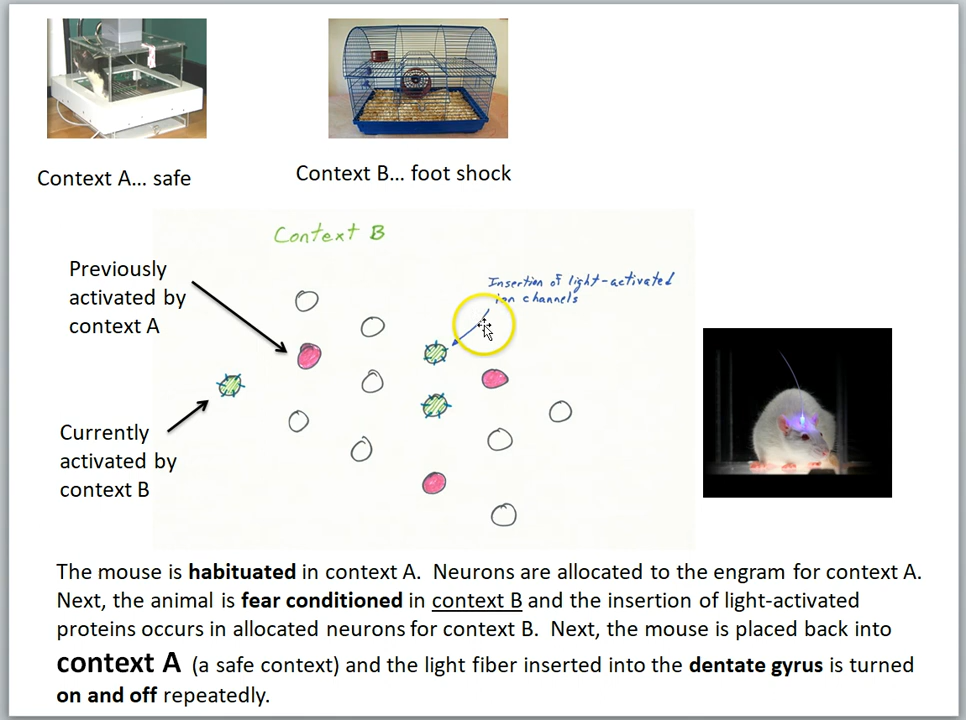 Context A... safe
Context B... foot shock
Context B
Insertion of light-activated
ion channels
Previously
activated by
context A
Currently
activated by
context B
The mouse is habituated in context A. Neurons are allocated to the engram for context A.
Next, the animal is fear conditioned in context B and the insertion of light-activated
proteins occurs in allocated neurons for context B. Next, the mouse is placed back into
context A (a safe context) and the light fiber inserted into the dentate gyrus is turned
on and off repeatedly.